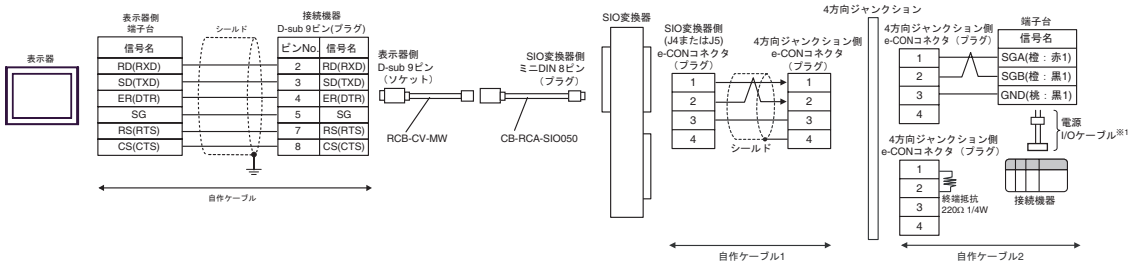 表示器
表示器側
端子台
信号名
RD(RXD)
SD(TXD)
ER(DTR)
SG
RS(RTS)
CS(CTS)
シールド
接続機器
D-sub 9ピン(プラグ)
ピンNo. 信号名
2 RD(RXD)
3 SD(TXD)
4 ER(DTR)
5 SG
7 RS(RTS)
8 CS(CTS)
自作ケーブル
表示器側
D-sub 9ピン
(ソケット)
RCB-CV-MW
SIO変換器側
ミニDIN 8ピン
(プラグ)
CB-RCA-SIO050
SIO変換器
SIO変換器側
(J4またはJ5)
e-CONコネクタ
(プラグ)
1
2
3
4
シールド
4方向ジャンクション側
e-CONコネクタ
(プラグ)
1
2
3
4
自作ケーブル1
4方向ジャンクション
4方向ジャンクション側
e-CONコネクタ(プラグ)
1
2
3
4
端子台
信号名
SGA(橙:赤1)
SGB(橙:黒1)
GND(桃:黒1)
電源
I/Oケーブル※1
接続機器
4方向ジャンクション側
e-CONコネクタ(プラグ)
1
2
3
4
終端抵抗
220Ω 1/4W
自作ケーブル2